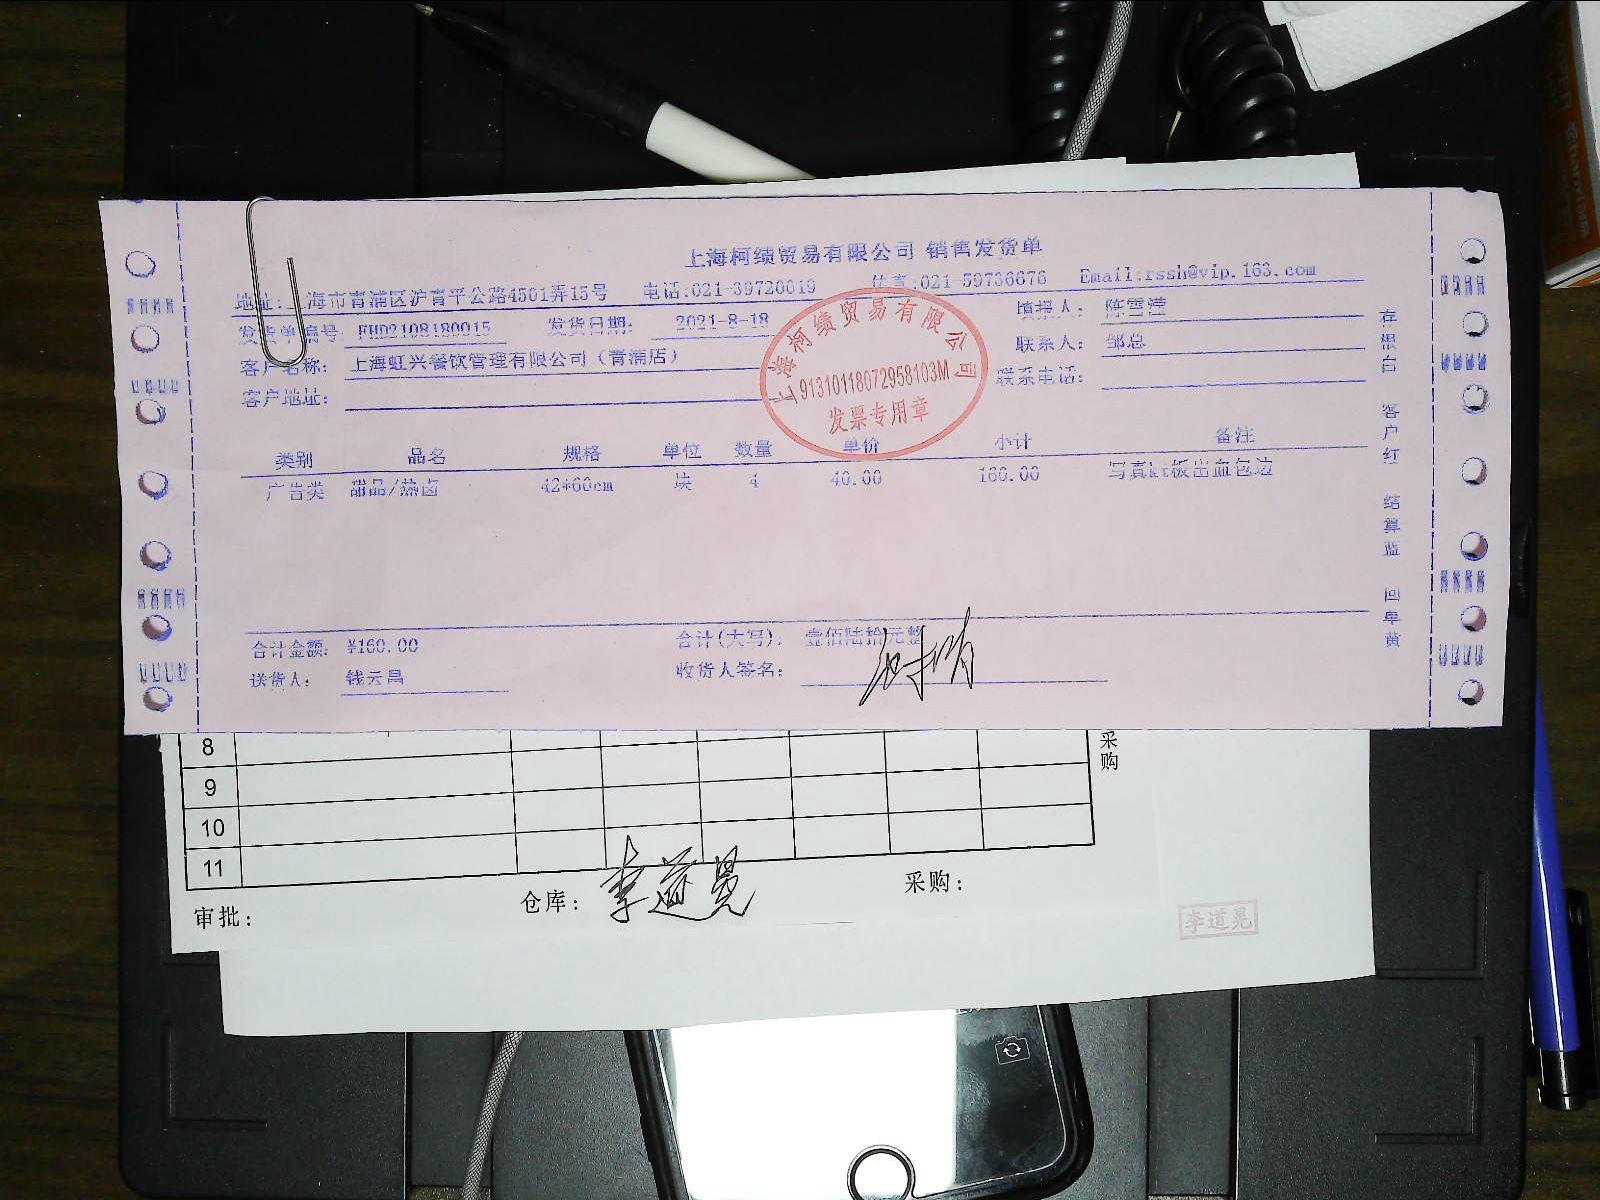 上海柯绩贸易有限公司 销售发货单
地址:上海市青浦区沪青平公路4501弄15号 电话:021-39720019 传真:021-59736676 Email:rssh@vip.163.com
发货单编号: FHD2108180015 发货日期: 2021-8-18 填报人: 陈雪滢
客户名称: 上海虹兴餐饮管理有限公司（青浦店） 联系人: 邹总
客户地址: 联系电话:
上海柯绩贸易有限公司
91310118072958103M
发票专用章
类别 品名 规格 单位 数量 单价 小计 备注
广告类 甜品/热卤 42*60cm 块 4 40.00 160.00 写真kt板出血包边
合计金额: ¥160.00 合计(大写): 壹佰陆拾元整
送货人: 钱云昌 收货人签名:
存根白 客户红 结算蓝 回单黄
8
9
10
11
采购
审批: 仓库: 李道晃 采购:
李道晃